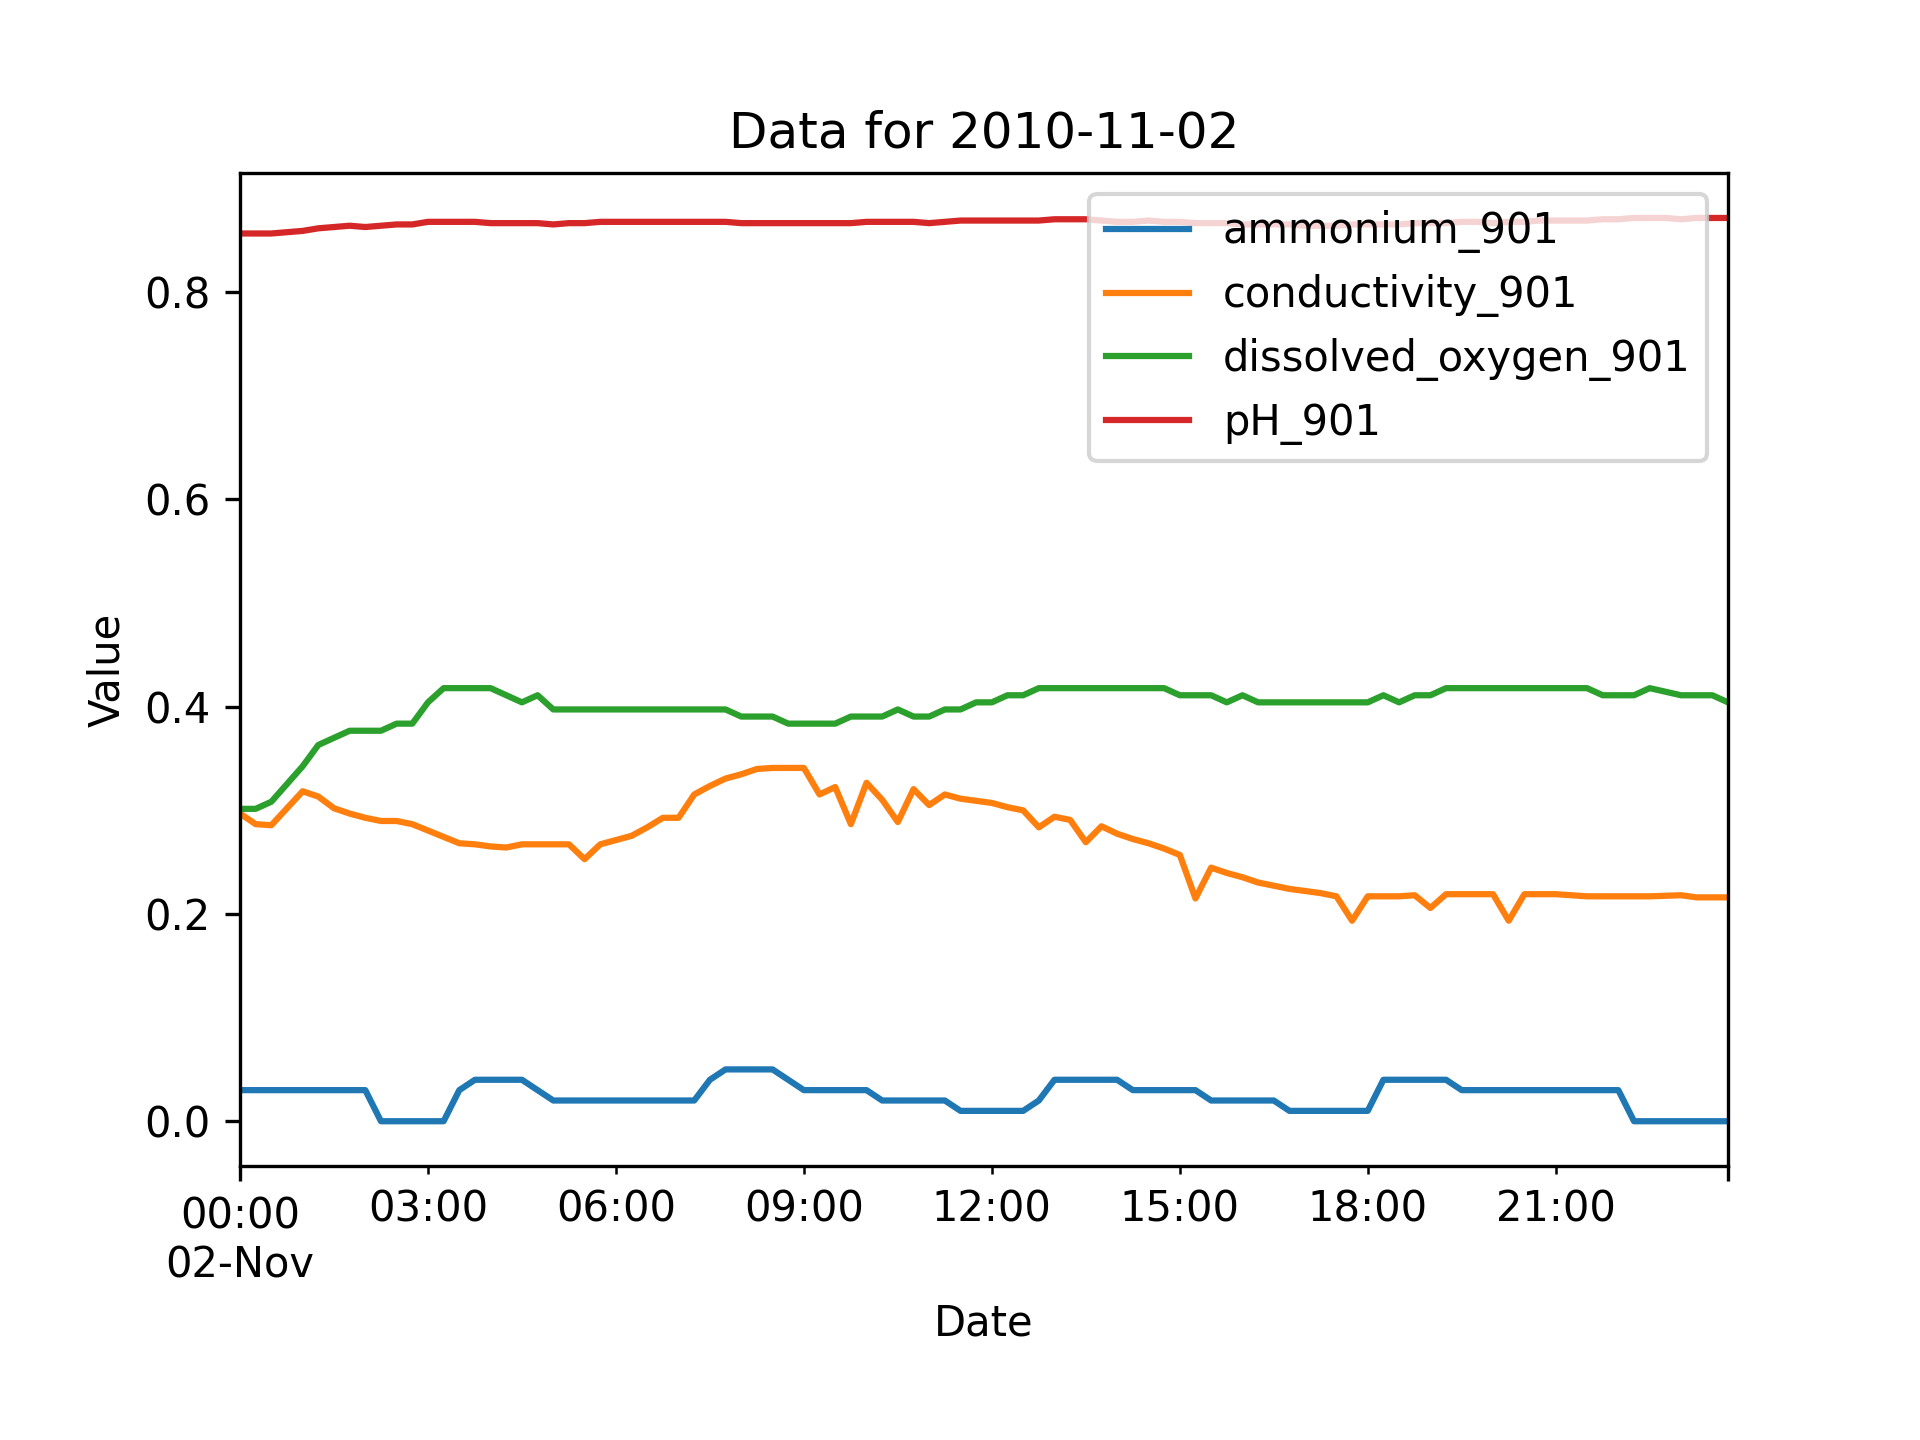 Data for 2010-11-02
ammonium_901
conductivity_901
dissolved_oxygen_901
pH_901
Value
0.8
0.6
0.4
0.2
0.0
00:00 03:00 06:00 09:00 12:00 15:00 18:00 21:00
02-Nov
Date